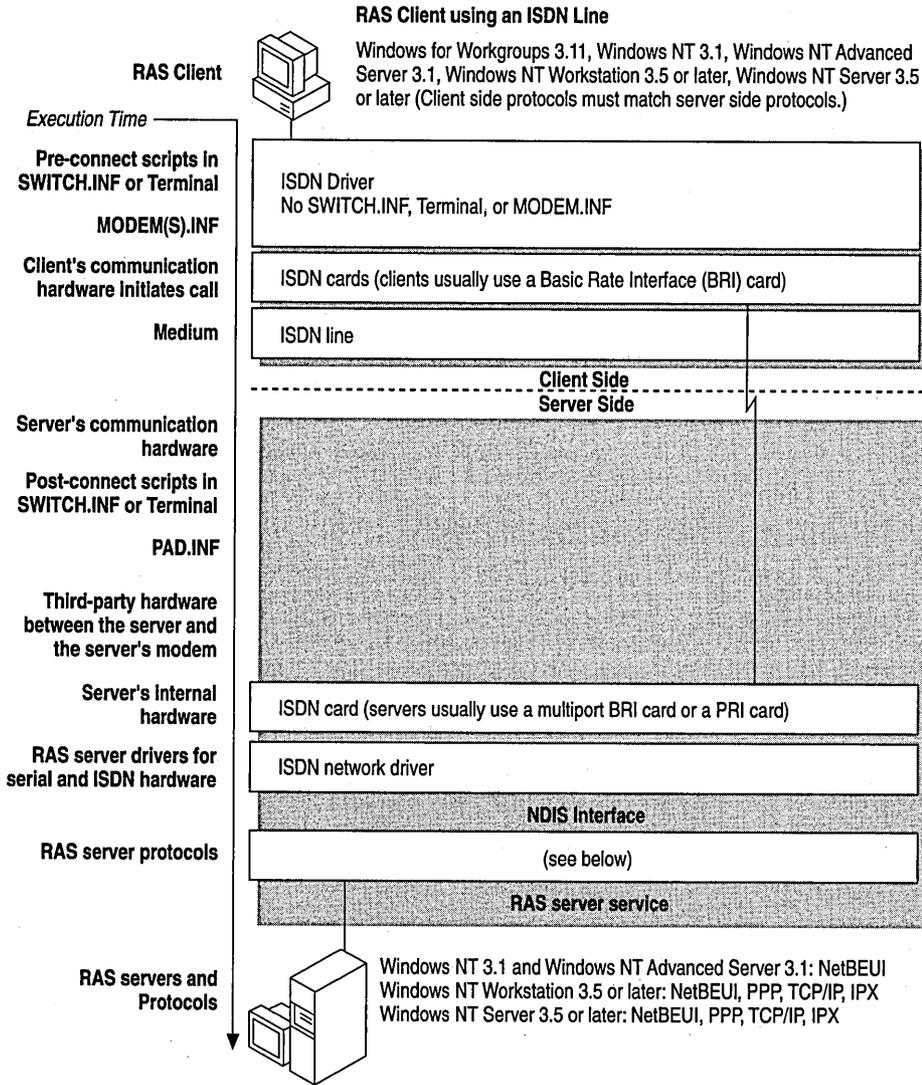 RAS Client using an ISDN Line
RAS Client
Windows for Workgroups 3.11, Windows NT 3.1, Windows NT Advanced
Server 3.1, Windows NT Workstation 3.5 or later, Windows NT Server 3.5
or later (Client side protocols must match server side protocols.)
Execution Time
Pre-connect scripts in
SWITCH.INF or Terminal
MODEM(S).INF
ISDN Driver
No SWITCH.INF, Terminal, or MODEM.INF
Client's communication
hardware initiates call
ISDN cards (clients usually use a Basic Rate Interface (BRI) card)
Medium
ISDN line
Client Side
Server Side
Server's communication
hardware
Post-connect scripts in
SWITCH.INF or Terminal
PAD.INF
Third-party hardware
between the server and
the server's modem
Server's internal
hardware
ISDN card (servers usually use a multiport BRI card or a PRI card)
RAS server drivers for
serial and ISDN hardware
ISDN network driver
NDIS Interface
RAS server protocols
(see below)
RAS server service
RAS servers and
Protocols
Windows NT 3.1 and Windows NT Advanced Server 3.1: NetBEUI
Windows NT Workstation 3.5 or later: NetBEUI, PPP, TCP/IP, IPX
Windows NT Server 3.5 or later: NetBEUI, PPP, TCP/IP, IPX